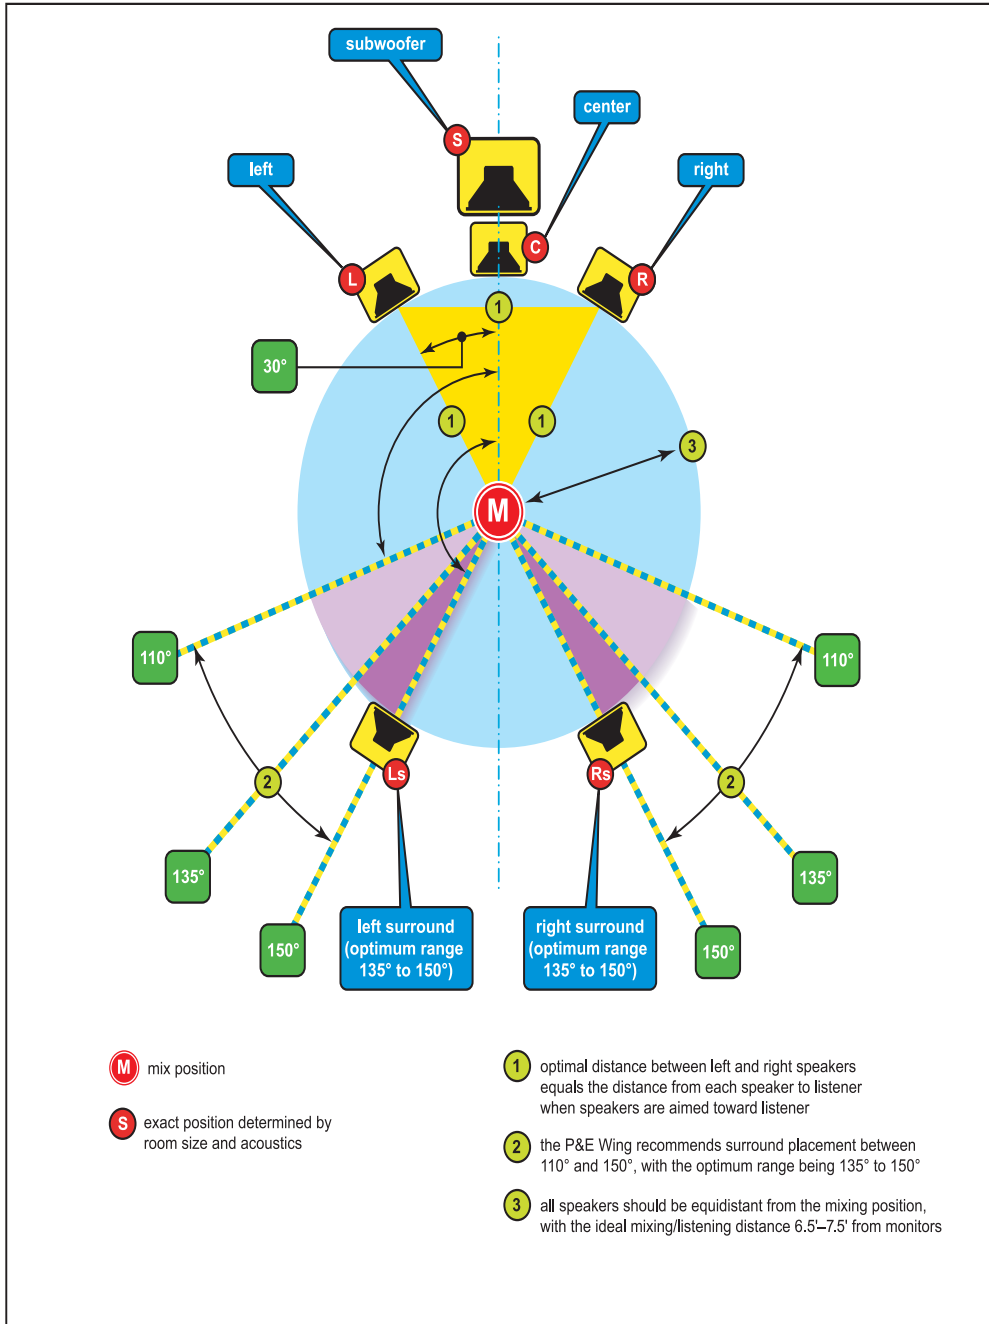 subwoofer
center
left
right
S
C
L
R
1
30°
1
1
3
M
110°
110°
2
2
Ls
Rs
135°
135°
150°
150°
left surround
(optimum range
135° to 150°)
right surround
(optimum range
135° to 150°)
M mix position
S exact position determined by
room size and acoustics
1 optimal distance between left and right speakers
equals the distance from each speaker to listener
when speakers are aimed toward listener
2 the P&E Wing recommends surround placement between
110° and 150°, with the optimum range being 135° to 150°
3 all speakers should be equidistant from the mixing position,
with the ideal mixing/listening distance 6.5'–7.5' from monitors